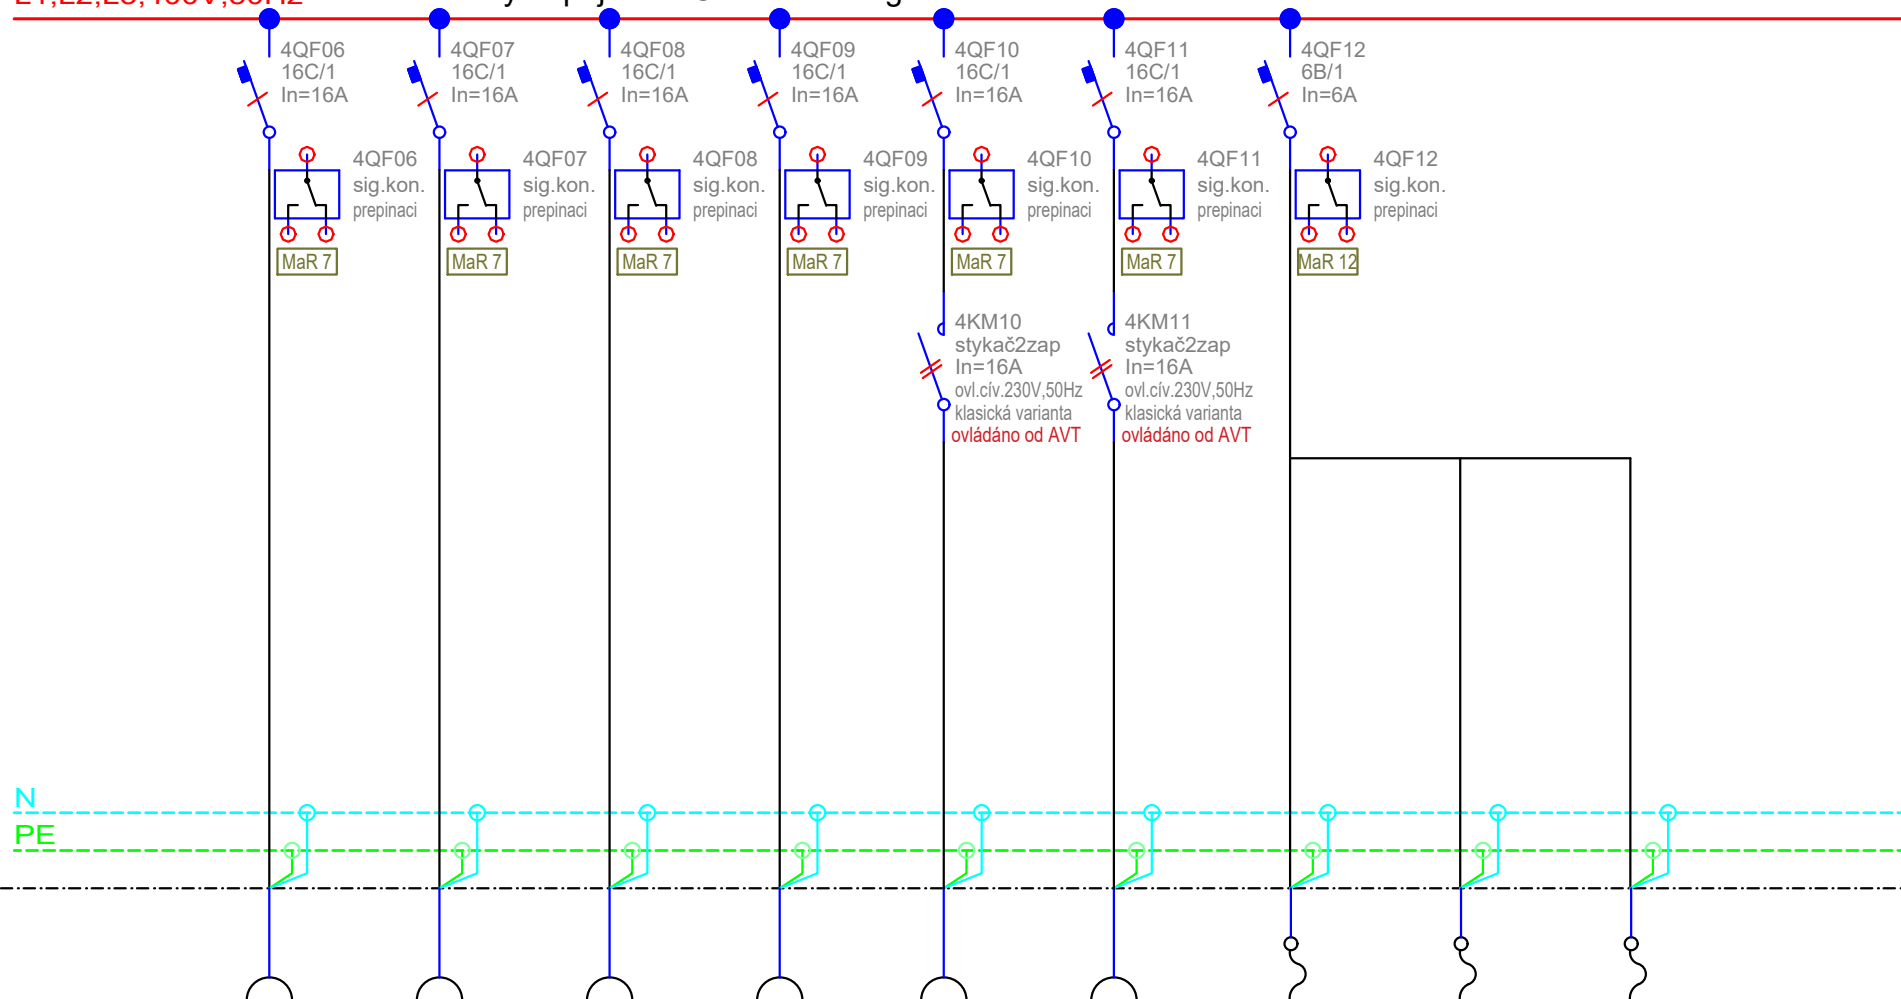 L1,L2,L3,400V,50Hz
4QF06
16C/1
In=16A
4QF07
16C/1
In=16A
4QF08
16C/1
In=16A
4QF09
16C/1
In=16A
4QF10
16C/1
In=16A
4QF11
16C/1
In=16A
4QF12
6B/1
In=6A
4QF06
sig.kon.
prepinaci
MaR 7
4QF07
sig.kon.
prepinaci
MaR 7
4QF08
sig.kon.
prepinaci
MaR 7
4QF09
sig.kon.
prepinaci
MaR 7
4QF10
sig.kon.
prepinaci
MaR 7
4QF11
sig.kon.
prepinaci
MaR 7
4QF12
sig.kon.
prepinaci
MaR 12
4KM10
stykač2zap
In=16A
ovl.cív.230V,50Hz
klasická varianta
ovládáno od AVT
4KM11
stykač2zap
In=16A
ovl.cív.230V,50Hz
klasická varianta
ovládáno od AVT
N
PE